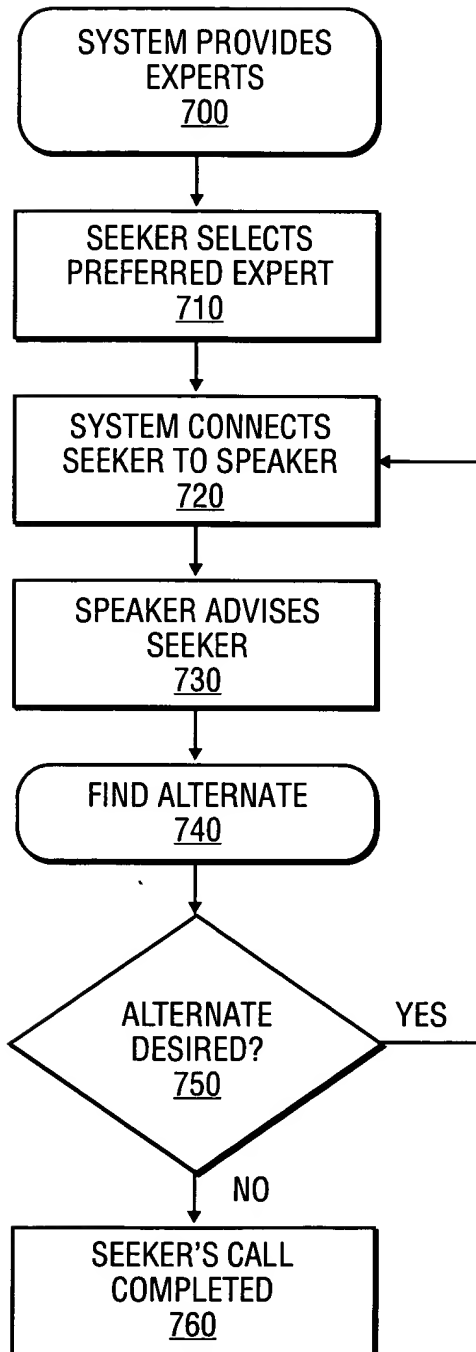 SYSTEM PROVIDES
EXPERTS
700
SEEKER SELECTS
PREFERRED EXPERT
710
SYSTEM CONNECTS
SEEKER TO SPEAKER
720
SPEAKER ADVISES
SEEKER
730
FIND ALTERNATE
740
ALTERNATE
DESIRED?
750
YES
NO
SEEKER'S CALL
COMPLETED
760